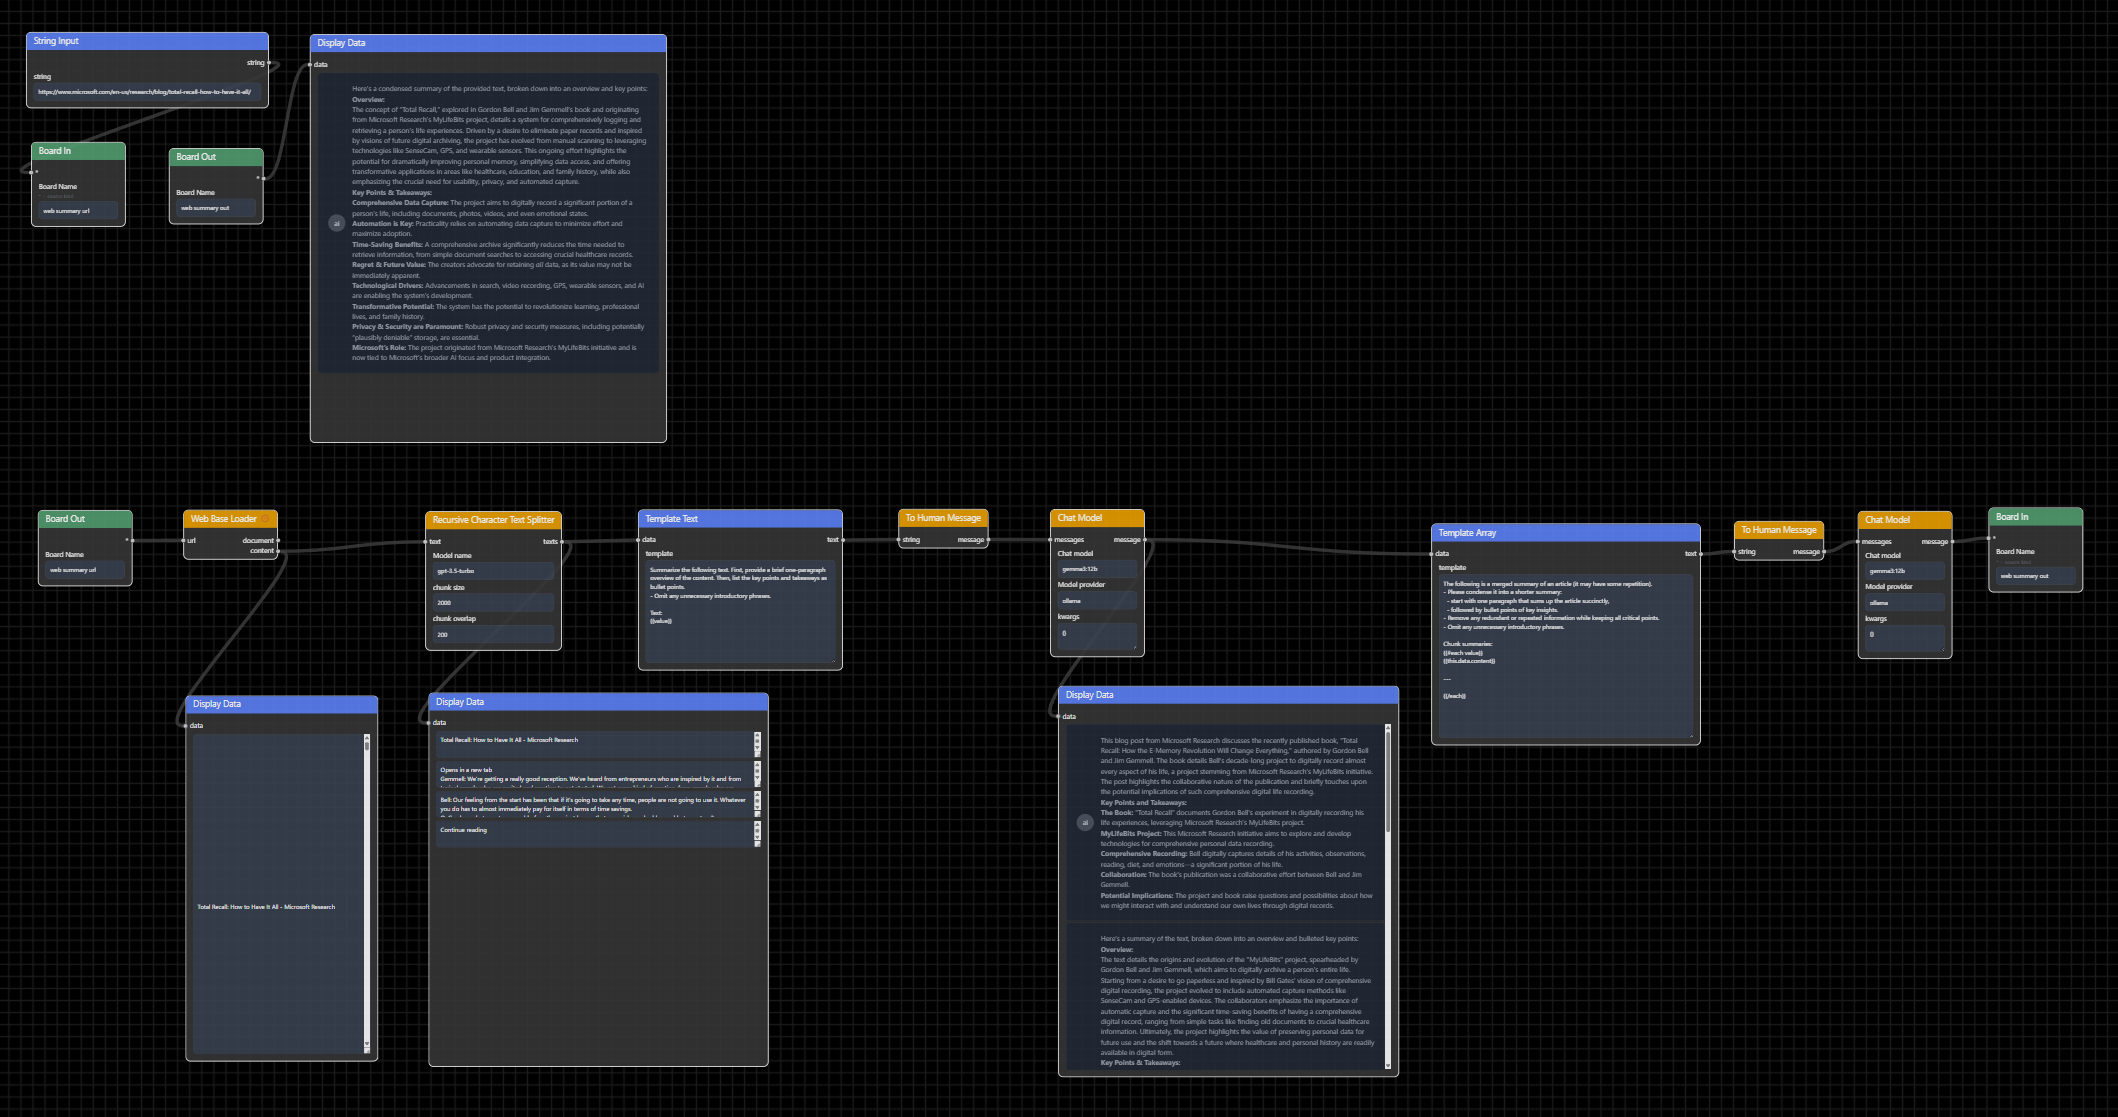 String Input
string
string
https://www.microsoft.com/en-us/research/blog/total-recall-how-to-have-it-all/
Board In
*
Board Name
web summary url
Board Out
*
Board Name
web summary out
Display Data
data
ai
Here's a condensed summary of the provided text, broken down into an overview and key points:
Overview:
The concept of "Total Recall," explored in Gordon Bell and Jim Gemmell's book and originating
from Microsoft Research's MyLifeBits project, details a system for comprehensively logging and
retrieving a person's life experiences. Driven by a desire to eliminate paper records and inspired
by visions of future digital archiving, the project has evolved from manual scanning to leveraging
technologies like SenseCam, GPS, and wearable sensors. This ongoing effort highlights the
potential for dramatically improving personal memory, simplifying data access, and offering
transformative applications in areas like healthcare, education, and family history, while also
emphasizing the crucial need for usability, privacy, and automated capture.
Key Points & Takeaways:
Comprehensive Data Capture: The project aims to digitally record a significant portion of a
person's life, including documents, photos, videos, and even emotional states.
Automation is Key: Practicality relies on automating data capture to minimize effort and
maximize adoption.
Time-Saving Benefits: A comprehensive archive significantly reduces the time needed to
retrieve information, from simple document searches to accessing crucial healthcare records.
Regret & Future Value: The creators advocate for retaining all data, as its value may not be
immediately apparent.
Technological Drivers: Advancements in search, video recording, GPS, wearable sensors, and AI
are enabling the system's development.
Transformative Potential: The system has the potential to revolutionize learning, professional
lives, and family history.
Privacy & Security are Paramount: Robust privacy and security measures, including potentially
"plausibly deniable" storage, are essential.
Microsoft's Role: The project originated from Microsoft Research's MyLifeBits initiative and is
now tied to Microsoft's broader AI focus and product integration.
Board Out
*
Board Name
web summary url
Web Base Loader
url
document
content
Recursive Character Text Splitter
text
texts
Model name
gpt-3.5-turbo
chunk size
2000
chunk overlap
200
Template Text
data
text
template
Summarize the following text. First, provide a brief one-paragraph
overview of the content. Then, list the key points and takeaways as
bullet points.
- Omit any unnecessary introductory phrases.
Text:
{{value}}
To Human Message
string
message
Chat Model
messages
message
Chat model
gemma3:12b
Model provider
ollama
kwargs
{}
Template Array
data
text
template
The following is a merged summary of an article (it may have some repetition).
- Please condense it into a shorter summary:
- start with one paragraph that sums up the article succinctly,
- followed by bullet points of key insights.
- Remove any redundant or repeated information while keeping all critical points.
- Omit any unnecessary introductory phrases.
Chunk summaries:
{{#each value}}
{{this.data.content}}
----
{{/each}}
To Human Message
string
message
Chat Model
messages
message
Chat model
gemma3:12b
Model provider
ollama
kwargs
{}
Board In
*
Board Name
web summary out
Display Data
data
Total Recall: How to Have It All - Microsoft Research
Display Data
data
Total Recall: How to Have It All - Microsoft Research
Opens in a new tab
Gemmell: We're getting a really good reception. We've heard from entrepreneurs who are inspired by it and from
Bell: Our feeling from the start has been that if it's going to take any time, people are not going to use it. Whatever
you do has to almost immediately pay for itself in terms of time savings.
Continue reading
Display Data
data
ai
This blog post from Microsoft Research discusses the recently published book, "Total
Recall: How the E-Memory Revolution Will Change Everything," authored by Gordon Bell
and Jim Gemmell. The book details Bell's decade-long project to digitally record almost
every aspect of his life, a project stemming from Microsoft Research's MyLifeBits initiative.
The post highlights the collaborative nature of the publication and briefly touches upon
the potential implications of such comprehensive digital life recording.
Key Points and Takeaways:
The Book: "Total Recall" documents Gordon Bell's experiment in digitally recording his
life experiences, leveraging Microsoft's MyLifeBits project.
MyLifeBits Project: This Microsoft Research initiative aims to explore and develop
technologies for comprehensive personal data recording.
Comprehensive Recording: Bell digitally captures details of his activities, observations,
reading, diet, and emotions—a significant portion of his life.
Collaboration: The book's publication was a collaborative effort between Bell and Jim
Gemmell.
Potential Implications: The project and book raise questions and possibilities about how
we might interact with and understand our own lives through digital records.
Here's a summary of the text, broken down into an overview and bulleted key points:
Overview:
The text details the origins and evolution of the "MyLifeBits" project, spearheaded by
Gordon Bell and Jim Gemmell, which aims to digitally archive a person's entire life.
Starting from a desire to go paperless and inspired by Bill Gates' vision of comprehensive
digital recording, the project evolved to include automated capture methods like
SenseCam and GPS-enabled devices. The collaborators emphasize the importance of
automatic capture and the significant time-saving benefits of having a comprehensive
digital record, ranging from simple tasks like finding old documents to crucial healthcare
information. Ultimately, the project highlights the value of preserving personal data for
future use and the shift towards a future where healthcare and personal history are readily
available in digital form.
Key Points & Takeaways: